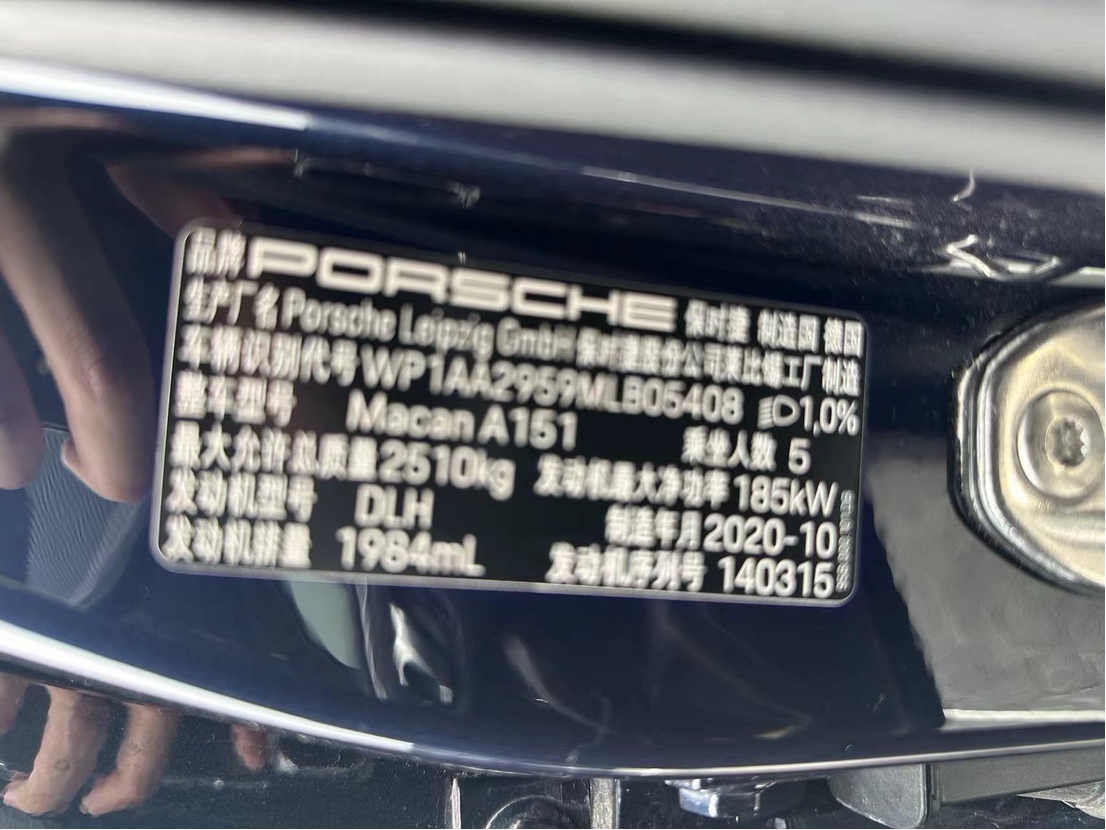 品牌 PORSCHE 保时捷 制造国 德国
生产厂名 Porsche Leipzig GmbH 保时捷股份公司莱比锡工厂制造
车辆识别代号 WP1AA2959MLB05408 1,0%
整车型号 Macan A151 乘坐人数 5
最大允许总质量 2510kg 发动机最大净功率 185kW
发动机型号 DLH 制造年月 2020-10
发动机排量 1984mL 发动机序列号 140315